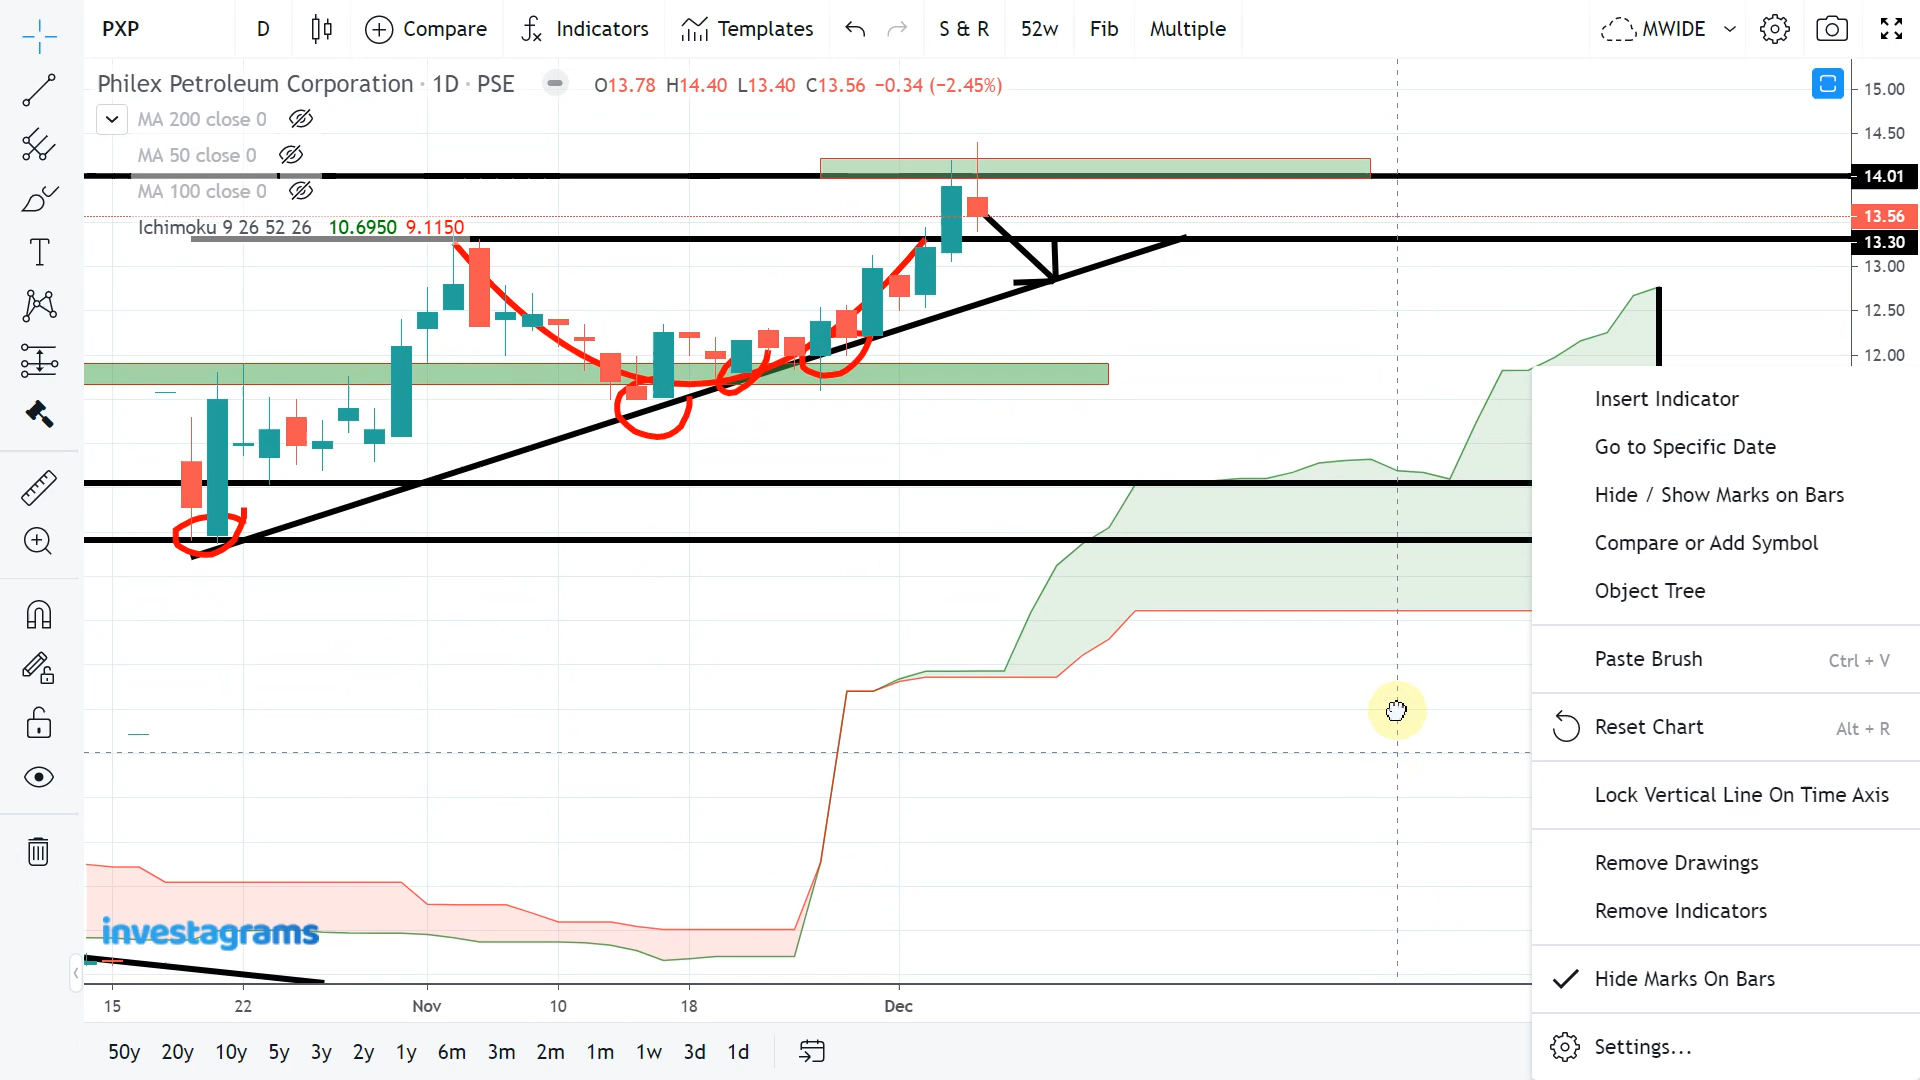 PXP D Compare Indicators Templates S & R 52w Fib Multiple MWIDE
Philex Petroleum Corporation · 1D · PSE O13.78 H14.40 L13.40 C13.56 −0.34 (−2.45%)
MA 200 close 0
MA 50 close 0
MA 100 close 0
Ichimoku 9 26 52 26 10.6950 9.1150
15.00
14.50
14.01
13.56
13.30
13.00
12.50
12.00
Insert Indicator
Go to Specific Date
Hide / Show Marks on Bars
Compare or Add Symbol
Object Tree
Paste Brush Ctrl + V
Reset Chart Alt + R
Lock Vertical Line On Time Axis
Remove Drawings
Remove Indicators
Hide Marks On Bars
Settings...
investagrams
15 22 Nov 10 18 Dec
50y 20y 10y 5y 3y 2y 1y 6m 3m 2m 1m 1w 3d 1d